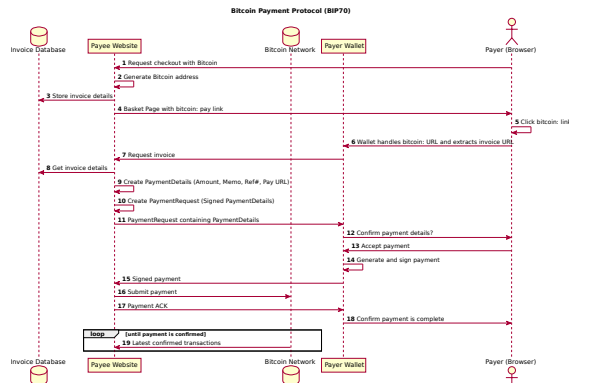 Bitcoin Payment Protocol (BIP70)
Invoice Database
Payee Website
Bitcoin Network
Payer Wallet
Payer (Browser)
1 Request checkout with Bitcoin
2 Generate Bitcoin address
3 Store invoice details
4 Basket Page with bitcoin: pay link
5 Click bitcoin: linl
6 Wallet handles bitcoin: URL and extracts invoice URL
7 Request invoice
8 Get invoice details
9 Create PaymentDetails (Amount, Memo, Ref#, Pay URL)
10 Create PaymentRequest (Signed PaymentDetails)
11 PaymentRequest containing PaymentDetails
12 Confirm payment details?
13 Accept payment
14 Generate and sign payment
15 Signed payment
16 Submit payment
17 Payment ACK
18 Confirm payment is complete
loop [until payment is confirmed]
19 Latest confirmed transactions
Invoice Database
Payee Website
Bitcoin Network
Payer Wallet
Payer (Browser)